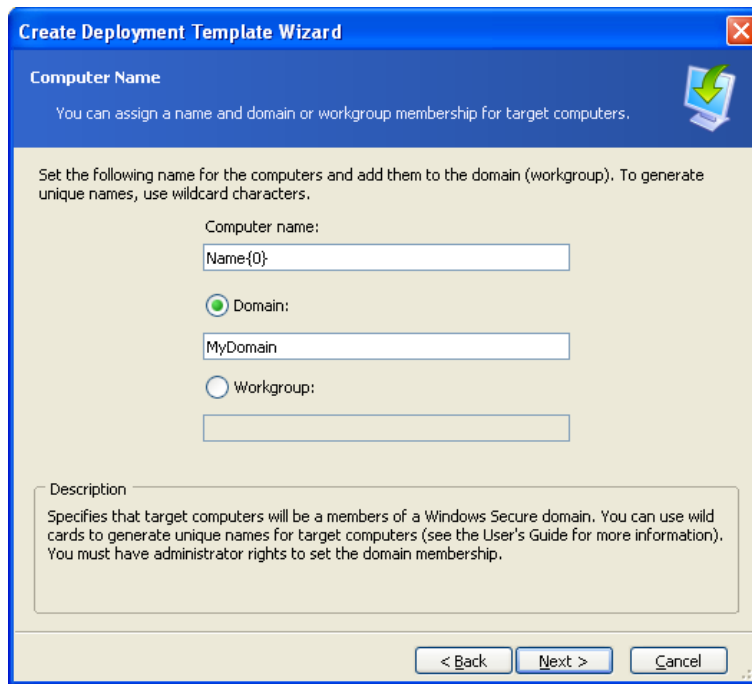 Create Deployment Template Wizard
Computer Name
You can assign a name and domain or workgroup membership for target computers.
Set the following name for the computers and add them to the domain (workgroup). To generate
unique names, use wildcard characters.
Computer name:
Name{0}
Domain:
MyDomain
Workgroup:
Description
Specifies that target computers will be a members of a Windows Secure domain. You can use wild
cards to generate unique names for target computers (see the User's Guide for more information).
You must have administrator rights to set the domain membership.
< Back
Next >
Cancel